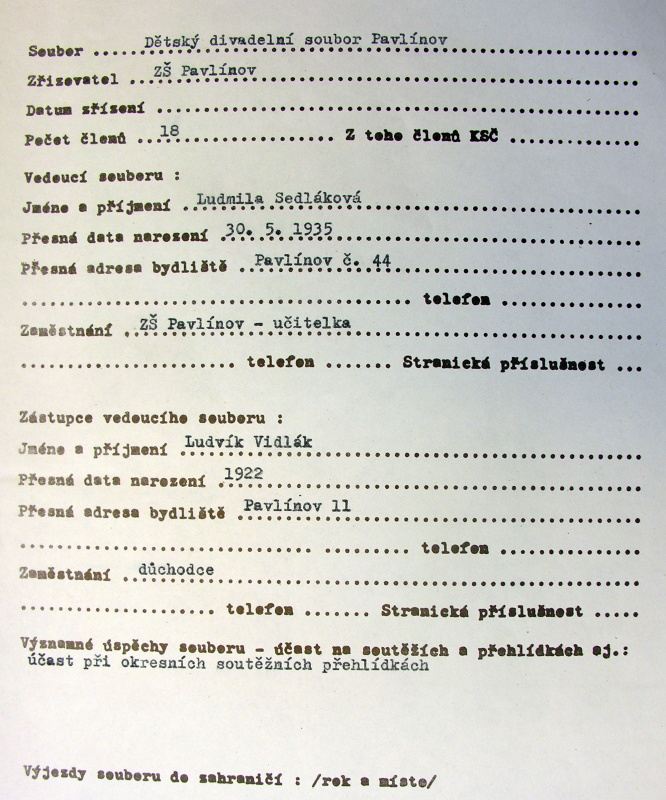 Soubor ...... Dětský divadelní soubor Pavlínov ......
Zřizovatel ... ZŠ Pavlínov ......
Datum zřízení ......
Počet členů ... 18 ...... Z toho členů KSČ ......
Vedoucí souboru :
Jméno a příjmení .. Ludmila Sedláková ......
Přesná data narození .30. 5. 1935 ......
Přesná adresa bydliště .. Pavlínov č. 44 ......
...... telefon ......
Zaměstnání .. ZŠ Pavlínov - učitelka ......
...... telefon ....... Stranická příslušnost ...
Zástupce vedoucího souboru :
Jméno a příjmení Ludvík Vidlák ......
Přesná data narození .1922 ......
Přesná adresa bydliště . Pavlínov 11 ......
...... telefon ......
Zaměstnání .. důchodce ......
...... telefon ....... Stranická příslušnost .....
Významné úspěchy souboru - účast na soutěžích a přehlídkách aj.:
účast při okresních soutěžních přehlídkách
Výjezdy souboru do zahraničí : /rok a místo/